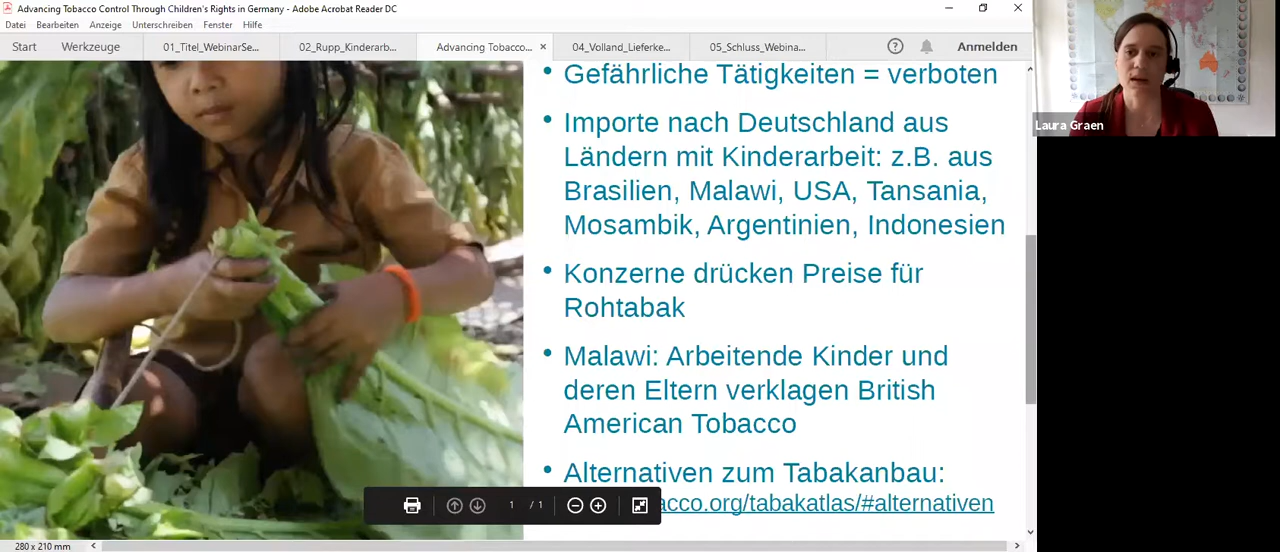 Advancing Tobacco Control Through Children's Rights in Germany - Adobe Acrobat Reader DC
Datei Bearbeiten Anzeige Unterschreiben Fenster Hilfe
Start Werkzeuge 01_Titel_WebinarSe... 02_Rupp_Kinderarb... Advancing Tobacco... × 04_Volland_Lieferke... 05_Schluss_Webina... Anmelden
• Gefährliche Tätigkeiten = verboten
• Importe nach Deutschland aus
Ländern mit Kinderarbeit: z.B. aus
Brasilien, Malawi, USA, Tansania,
Mosambik, Argentinien, Indonesien
• Konzerne drücken Preise für
Rohtabak
• Malawi: Arbeitende Kinder und
deren Eltern verklagen British
American Tobacco
• Alternativen zum Tabakanbau:
acco.org/tabakatlas/#alternativen
1 / 1
280 x 210 mm
Laura Graen